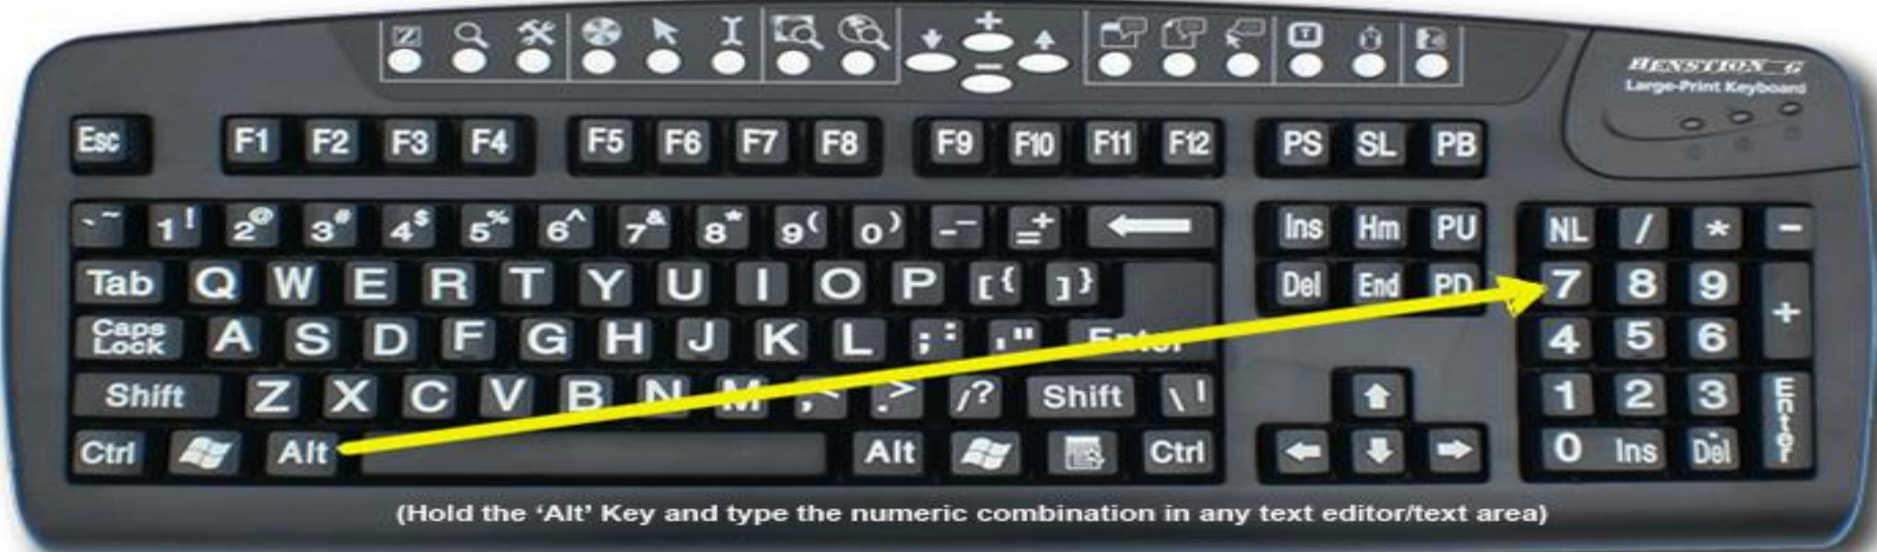 HENSTION G
Large-Print Keyboard
Esc F1 F2 F3 F4 F5 F6 F7 F8 F9 F10 F11 F12 PS SL PB
`~ 1! 2@ 3# 4$ 5% 6^ 7& 8* 9( 0) -_ =+ Ins Hm PU NL / * -
Tab Q W E R T Y U I O P [{ ]} Del End PD 7 8 9 +
Caps Lock A S D F G H J K L ;: '" Enter 4 5 6
Shift Z X C V B N M ,< .> /? Shift \| 1 2 3 Enter
Ctrl Alt Alt Ctrl 0 Ins . Del
(Hold the ‘Alt’ Key and type the numeric combination in any text editor/text area)